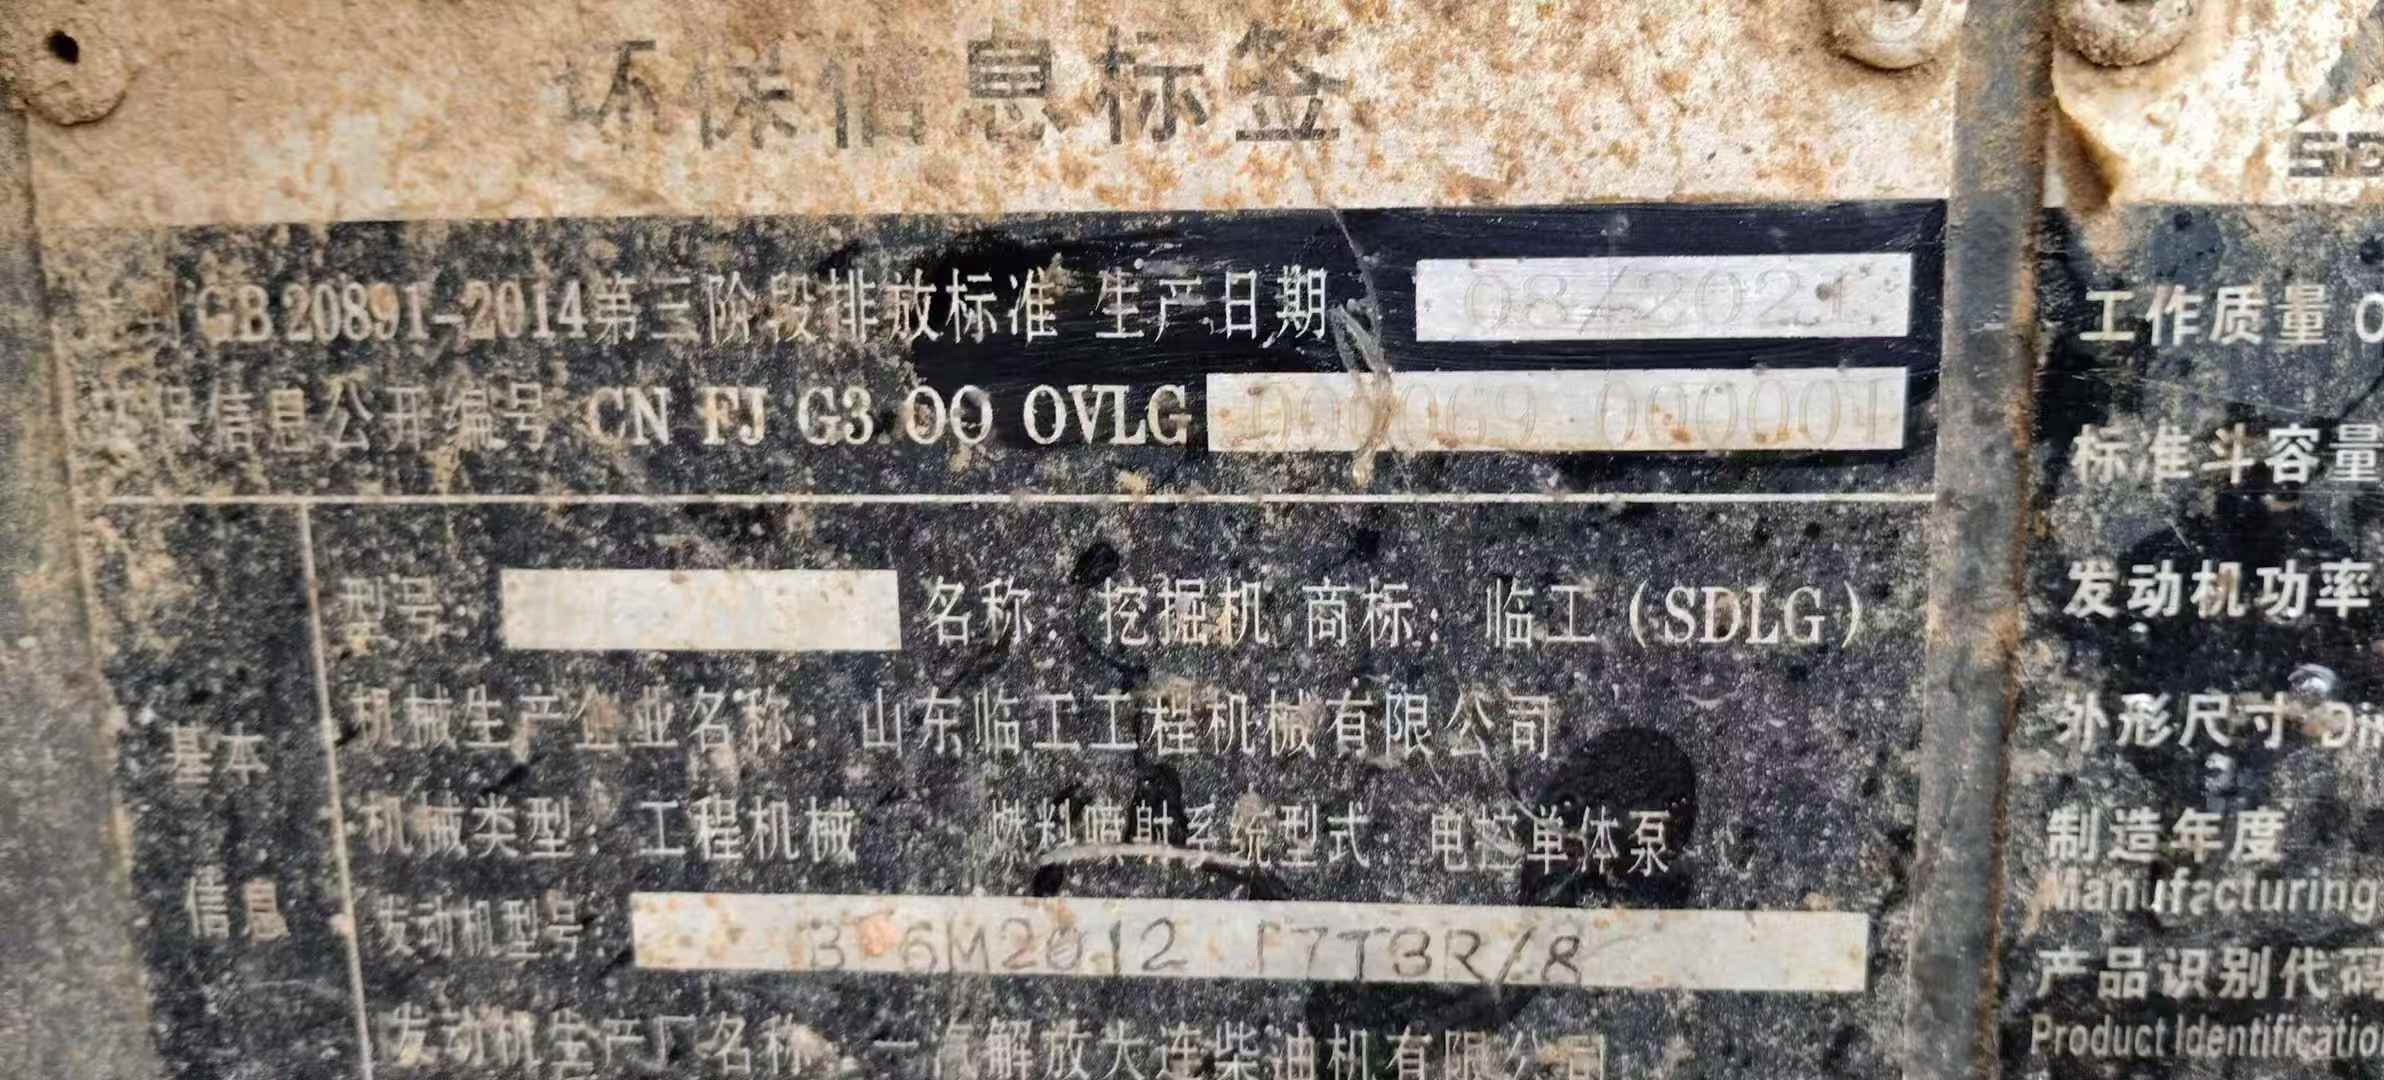 环保信息标签
GB 20891-2014第三阶段排放标准 生产日期 08/2021
环保信息公开编号 CN FJ G3 OO OVLG 000069 000001
型号: 名称: 挖掘机 商标: 临工 (SDLG)
机械生产企业名称: 山东临工工程机械有限公司
机械类型: 工程机械 燃料喷射系统型式: 电控单体泵
发动机型号: 6M2012 7T3R/8
发动机生产厂名称: 一汽解放大连柴油机有限公司
基本
信息
工作质量
标准斗容量
发动机功率
外形尺寸
制造年度
Manufacturing
产品识别代码
Product Identification